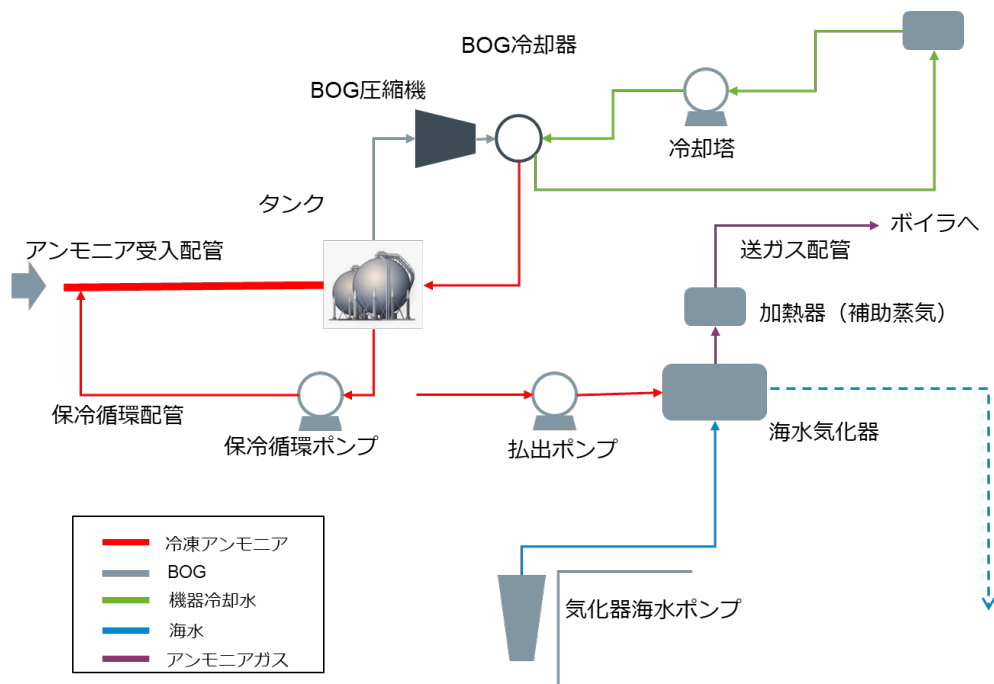 BOG冷却器
BOG圧縮機
冷却塔
タンク
アンモニア受入配管
ボイラへ
送ガス配管
加熱器（補助蒸気）
保冷循環配管
保冷循環ポンプ
払出ポンプ
海水気化器
冷凍アンモニア
BOG
機器冷却水
海水
アンモニアガス
気化器海水ポンプ